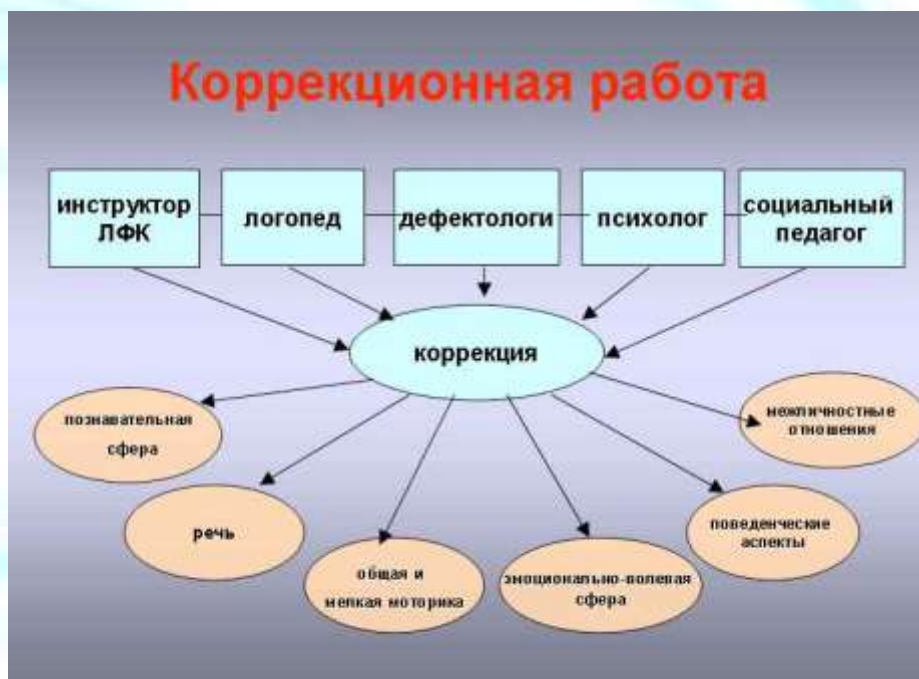 Коррекционная работа
инструктор
ЛФК
логопед
дефектологи
психолог
социальный
педагог
коррекция
познавательная
сфера
речь
общая и
мелкая моторика
эмоционально-волевая
сфера
поведенческие
аспекты
межличностные
отношения